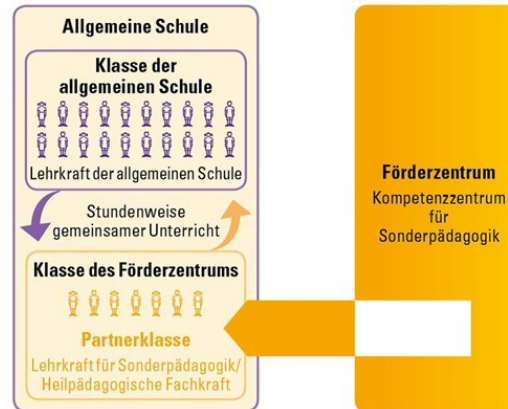 Allgemeine Schule
Klasse der
allgemeinen Schule
Lehrkraft der allgemeinen Schule
Stundenweise
gemeinsamer Unterricht
Klasse des Förderzentrums
Partnerklasse
Lehrkraft für Sonderpädagogik/
Heilpädagogische Fachkraft
Förderzentrum
Kompetenzzentrum
für
Sonderpädagogik